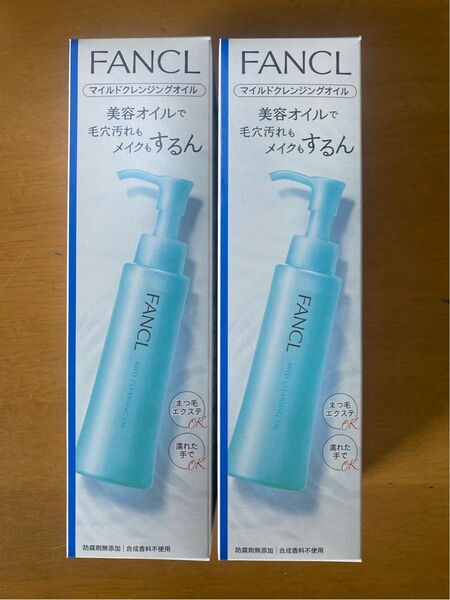 FANCL
マイルドクレンジングオイル
美容オイルで
毛穴汚れも
メイクもするん
FANCL
MILD CLEANSING OIL
まつ毛
エクステ
OK
濡れた
手で
OK
防腐剤無添加|合成香料不使用
FANCL
マイルドクレンジングオイル
美容オイルで
毛穴汚れも
メイクもするん
FANCL
MILD CLEANSING OIL
まつ毛
エクステ
OK
濡れた
手で
OK
防腐剤無添加|合成香料不使用